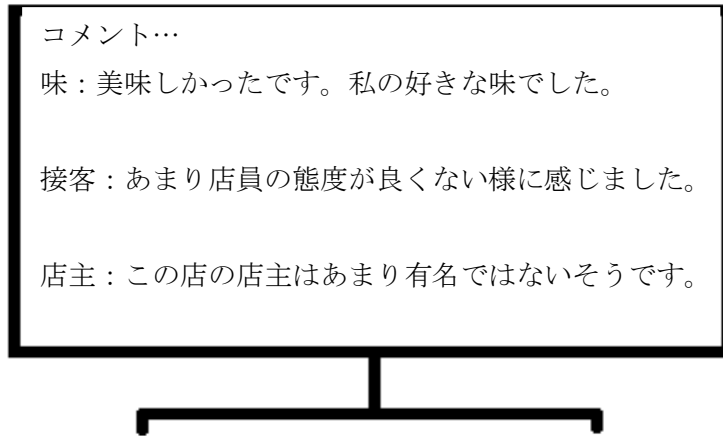 コメント…
味：美味しかったです。私の好きな味でした。
接客：あまり店員の態度が良くない様に感じました。
店主：この店の店主はあまり有名ではないそうです。